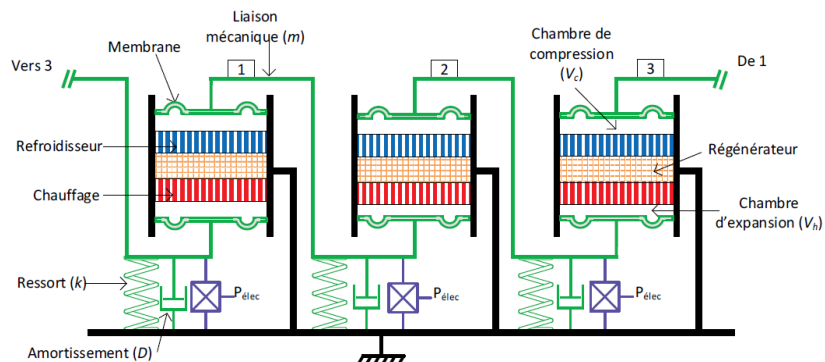 Liaison
mécanique (m)
Membrane
Vers 3
1
2
3
Chambre de
compression
(Vc)
De 1
Refroidisseur
Régénérateur
Chauffage
Chambre
d'expansion (Vh)
Ressort (k)
Pélec
Pélec
Pélec
Amortissement (D)